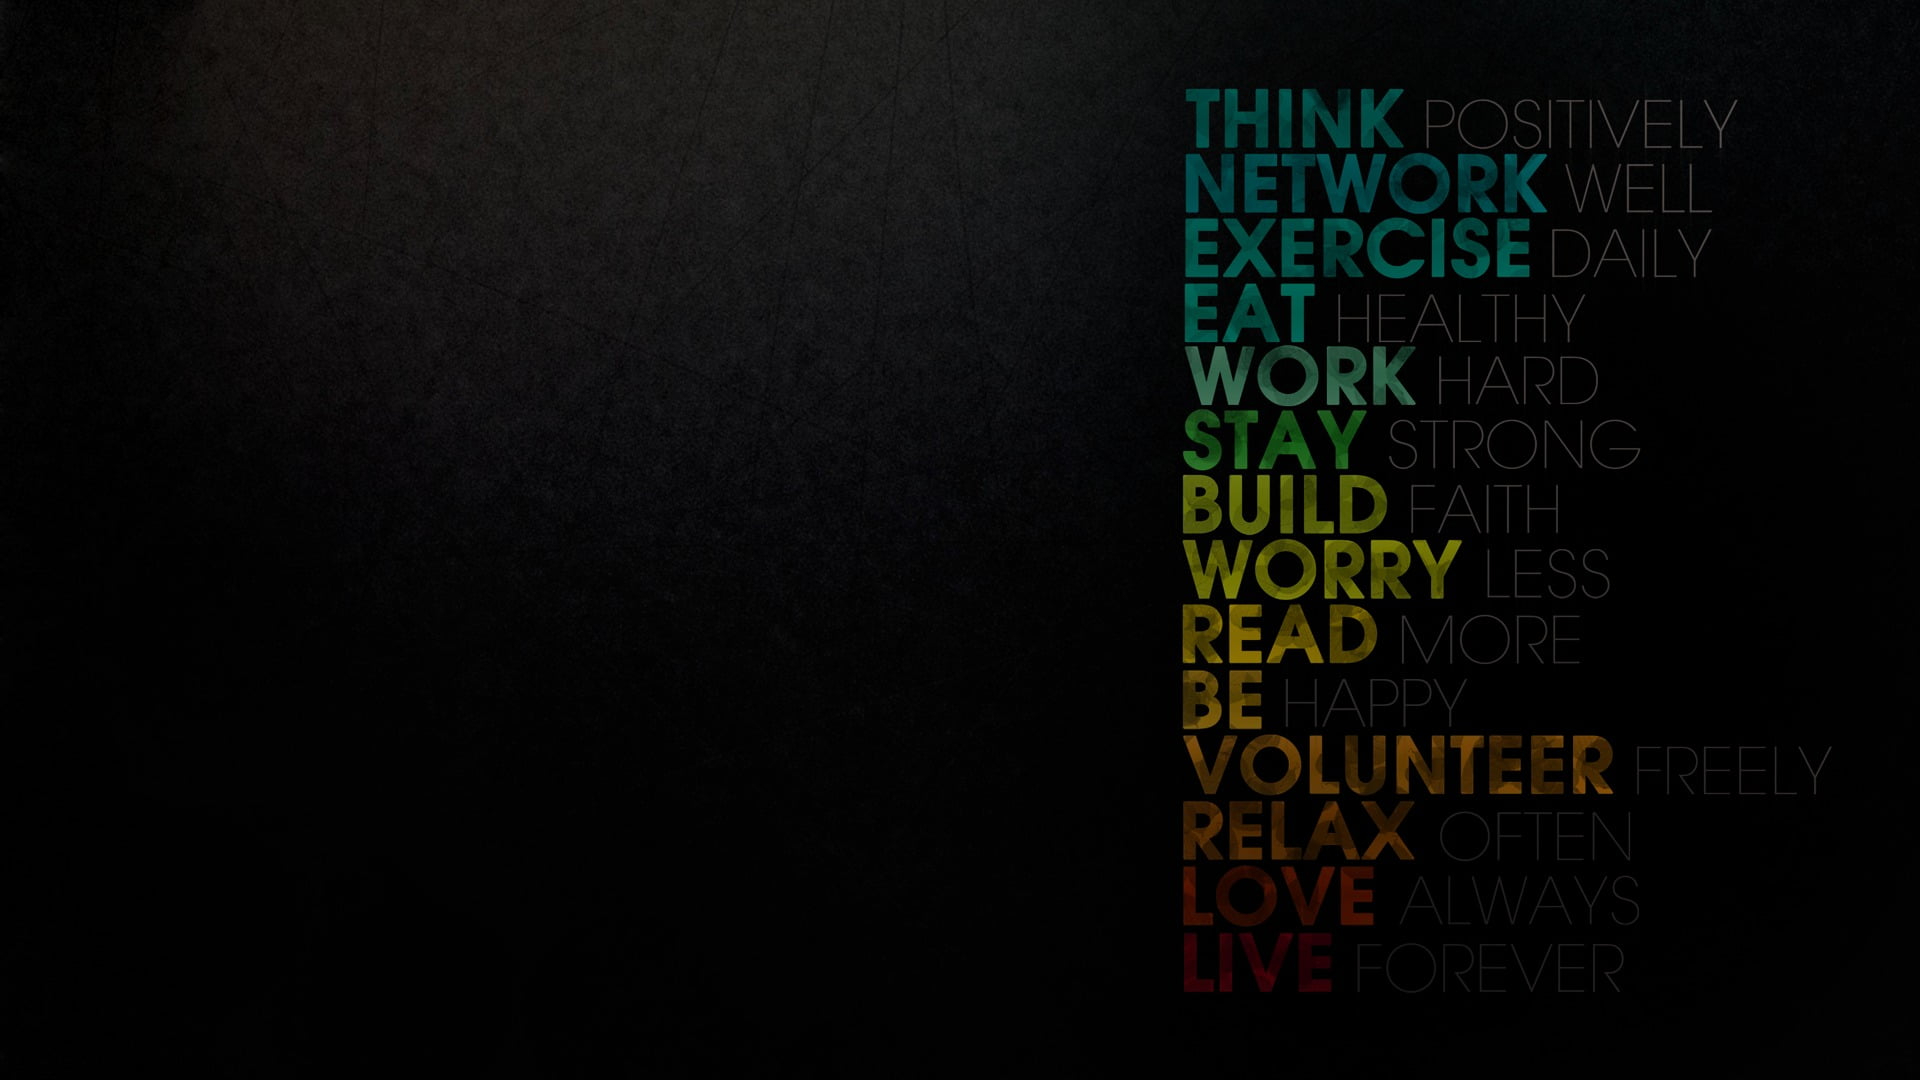 THINK POSITIVELY
NETWORK WELL
EXERCISE DAILY
EAT HEALTHY
WORK HARD
STAY STRONG
BUILD FAITH
WORRY LESS
READ MORE
BE HAPPY
VOLUNTEER FREELY
RELAX OFTEN
LOVE ALWAYS
LIVE FOREVER